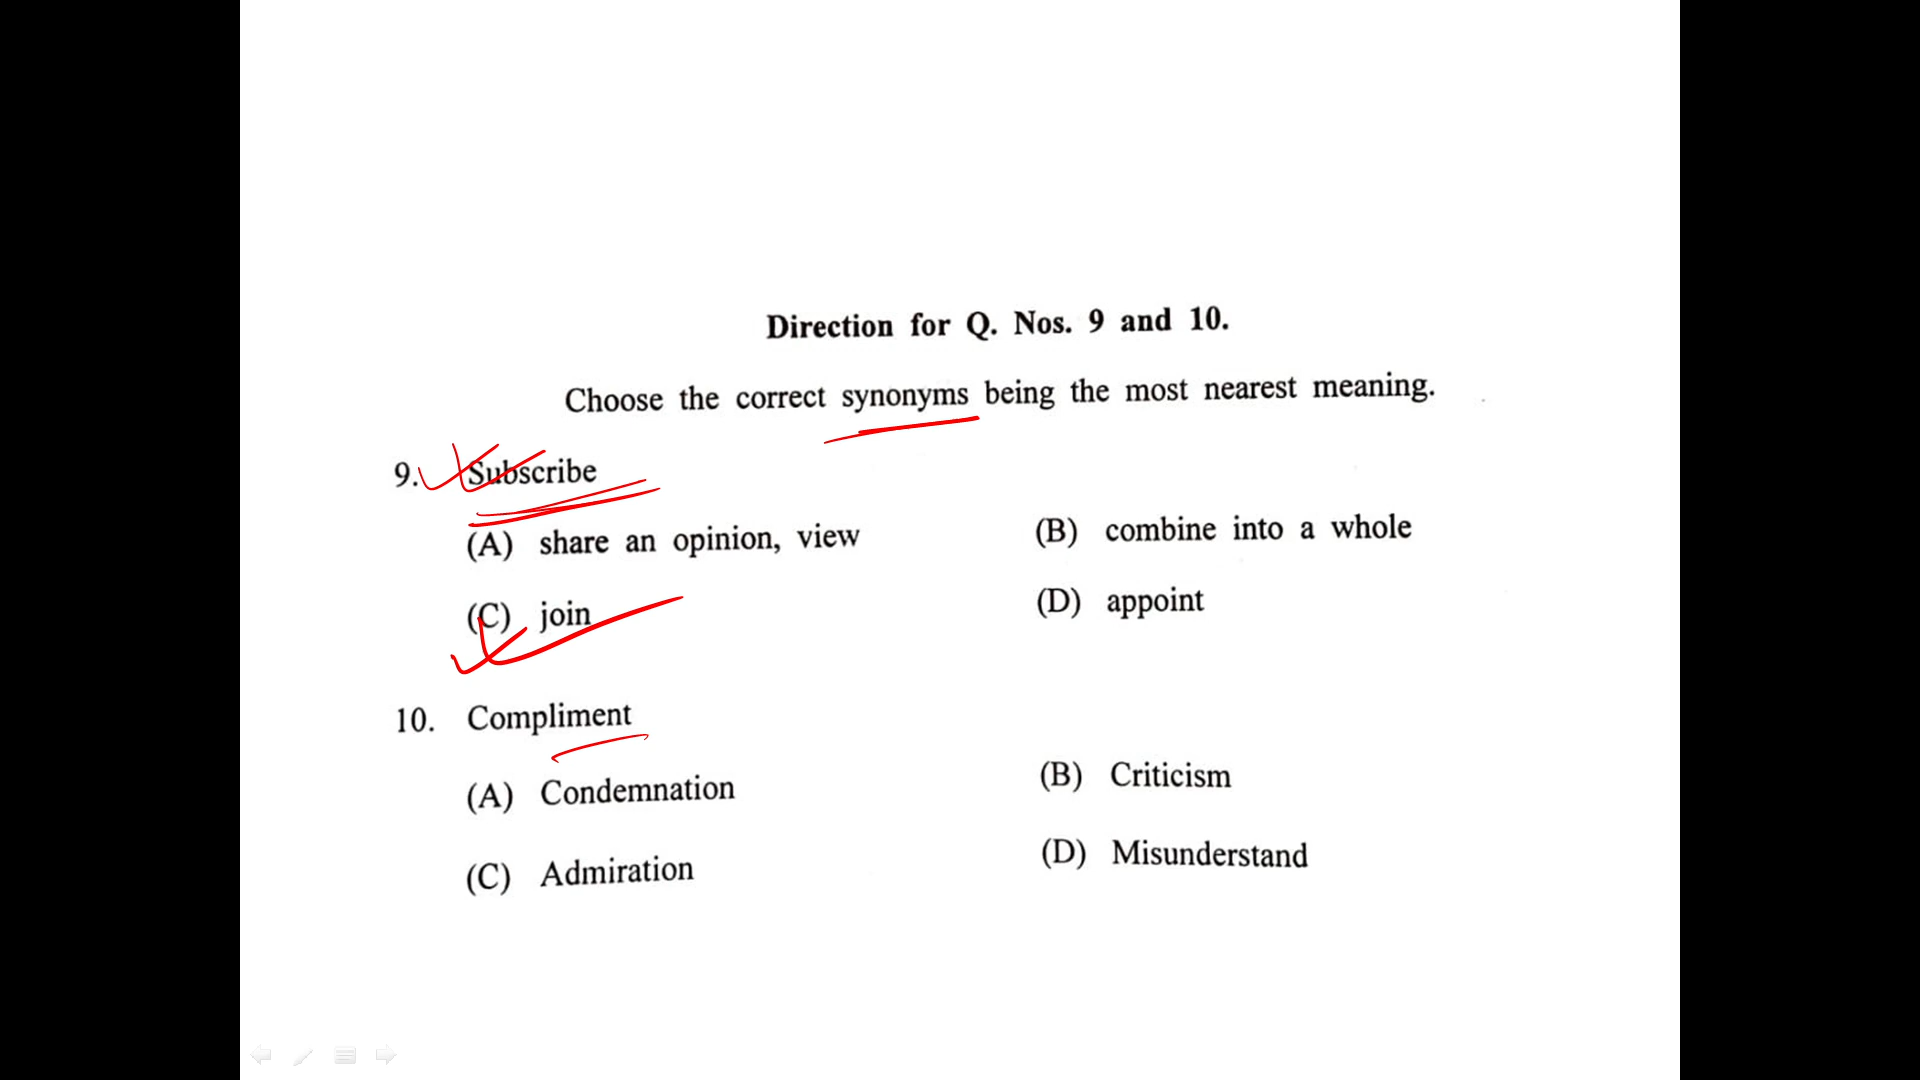 Direction for Q. Nos. 9 and 10.
Choose the correct synonyms being the most nearest meaning.
9. Subscribe
(A) share an opinion, view (B) combine into a whole
(C) join (D) appoint
10. Compliment
(A) Condemnation (B) Criticism
(C) Admiration (D) Misunderstand